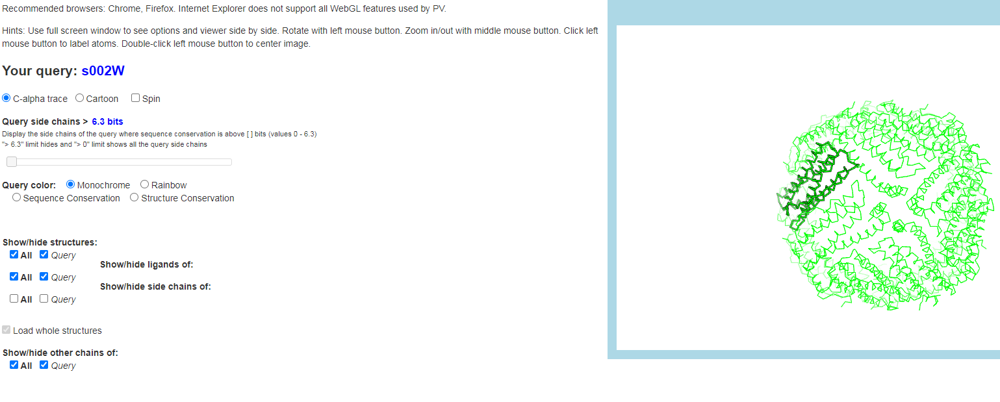 Recommended browsers: Chrome, Firefox. Internet Explorer does not support all WebGL features used by PV.
Hints: Use full screen window to see options and viewer side by side. Rotate with left mouse button. Zoom in/out with middle mouse button. Click left
mouse button to label atoms. Double-click left mouse button to center image.
Your query: s002W
C-alpha trace Cartoon Spin
Query side chains > 6.3 bits
Display the side chains of the query where sequence conservation is above [ ] bits (values 0 - 6.3)
"> 6.3" limit hides and "> 0" limit shows all the query side chains
Query color: Monochrome Rainbow
Sequence Conservation Structure Conservation
Show/hide structures:
All Query
Show/hide ligands of:
All Query
Show/hide side chains of:
All Query
Load whole structures
Show/hide other chains of:
All Query